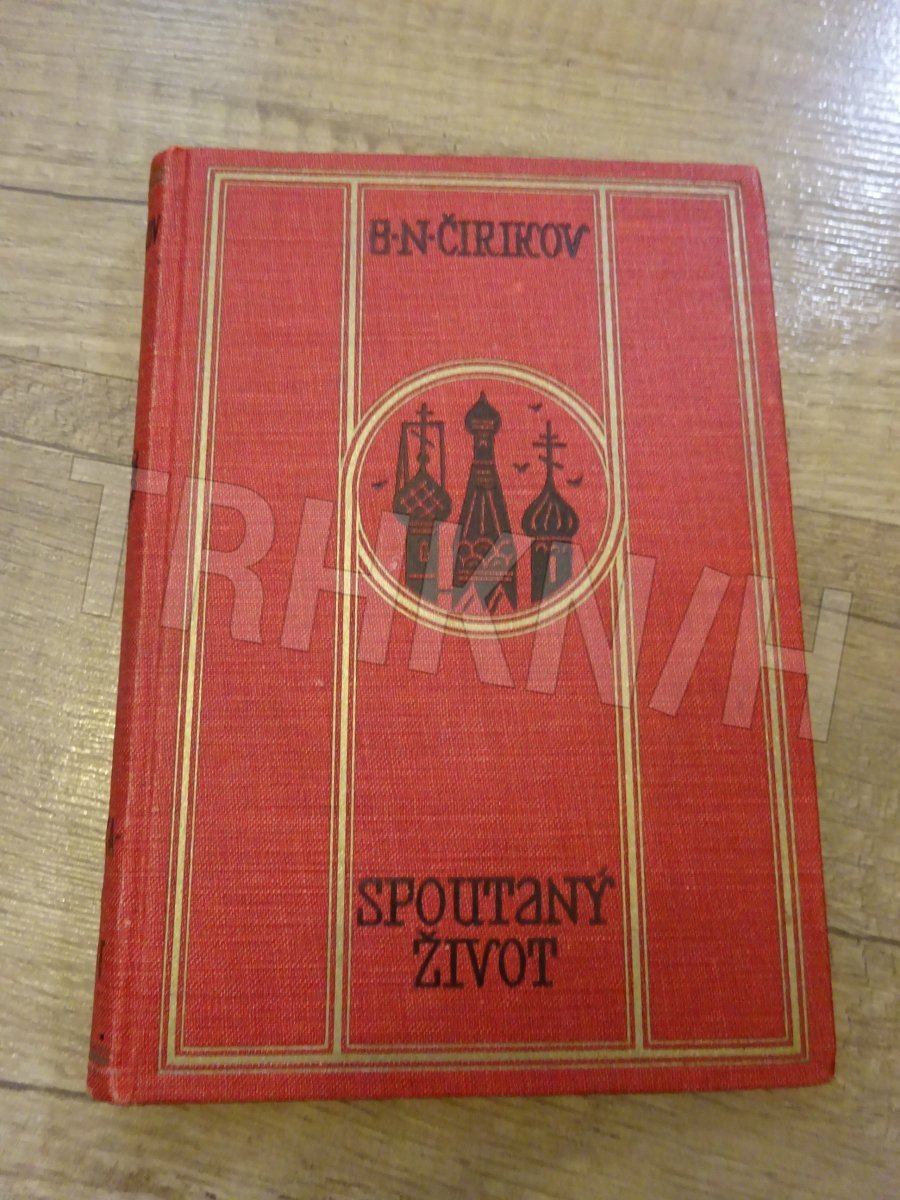 E·N·ČIRIKOV
TRHKNIH
SPOUTANÝ
ŽIVOT